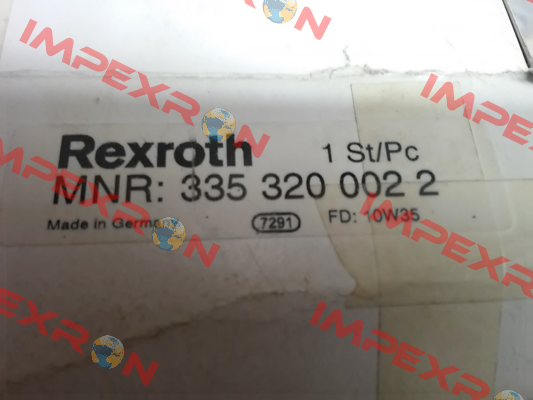 Rexroth 1 St/Pc
MNR: 335 320 002 2
Made in Germany 7291 FD: 10W35
IMPEXRON
IMPEXRON
IMPEXRON
IMPEXRON
IMPEXRON
IMPEXRON